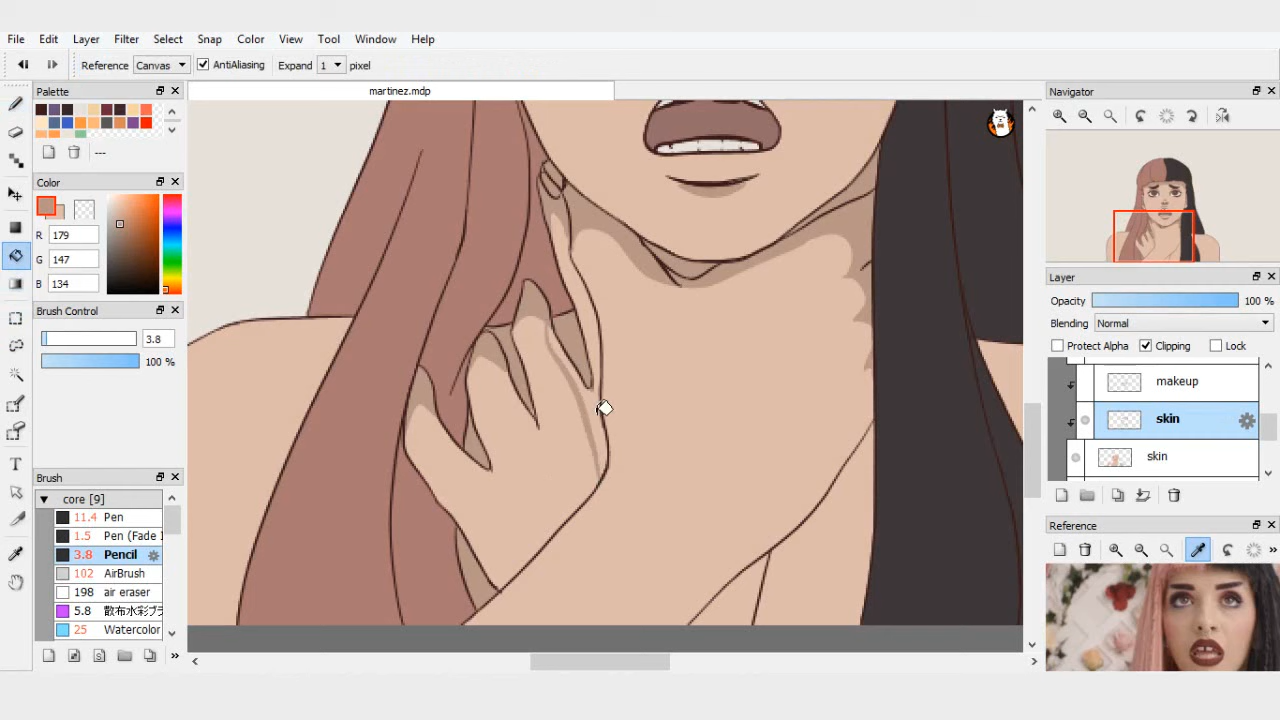 File Edit Layer Filter Select Snap Color View Tool Window Help
Reference Canvas AntiAliasing Expand 1 pixel
Palette
martinez.mdp
Navigator
---
Color
R 179
G 147
B 134
Brush Control
3.8
100 %
Layer
Opacity 100 %
Blending Normal
Protect Alpha Clipping Lock
makeup
skin
skin
Brush
core [9]
11.4 Pen
1.5 Pen (Fade I
3.8 Pencil
102 AirBrush
198 air eraser
5.8 散布水彩ブラ
25 Watercolor
Reference